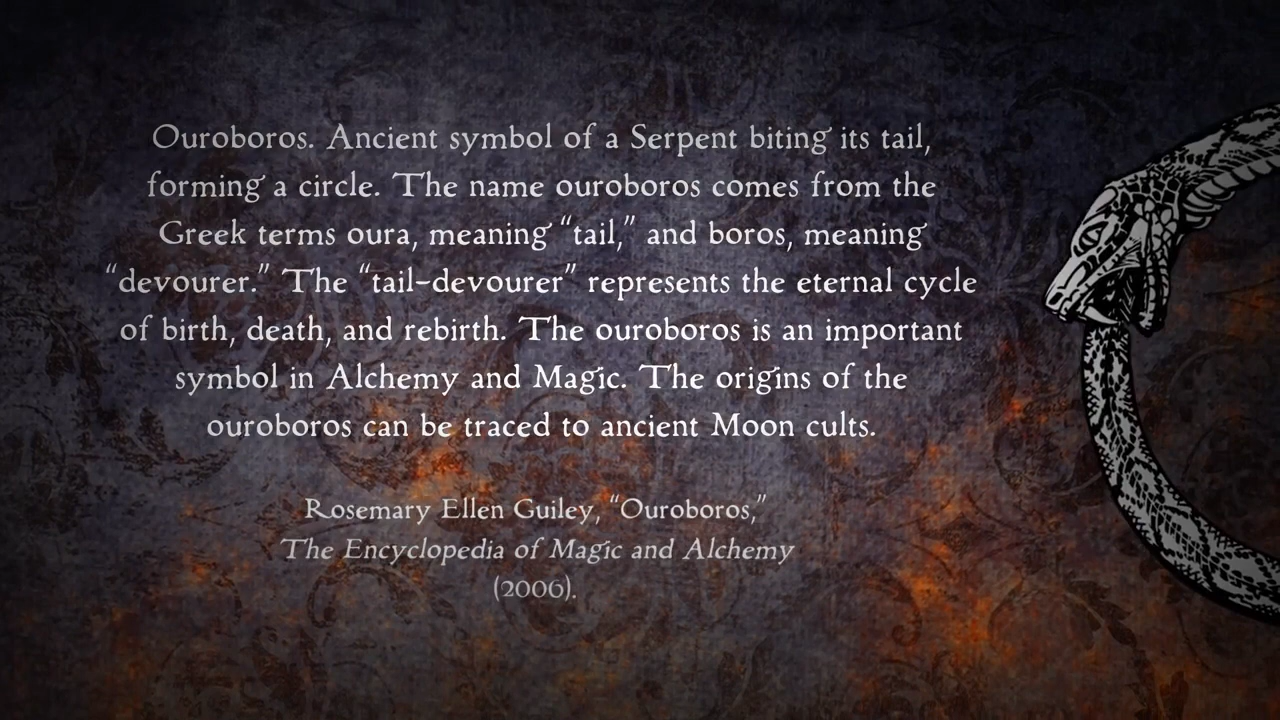 Ouroboros. Ancient symbol of a Serpent biting its tail,
forming a circle. The name ouroboros comes from the
Greek terms oura, meaning “tail,” and boros, meaning
“devourer.” The “tail-devourer” represents the eternal cycle
of birth, death, and rebirth. The ouroboros is an important
symbol in Alchemy and Magic. The origins of the
ouroboros can be traced to ancient Moon cults.
Rosemary Ellen Guiley, “Ouroboros,”
The Encyclopedia of Magic and Alchemy
(2006).